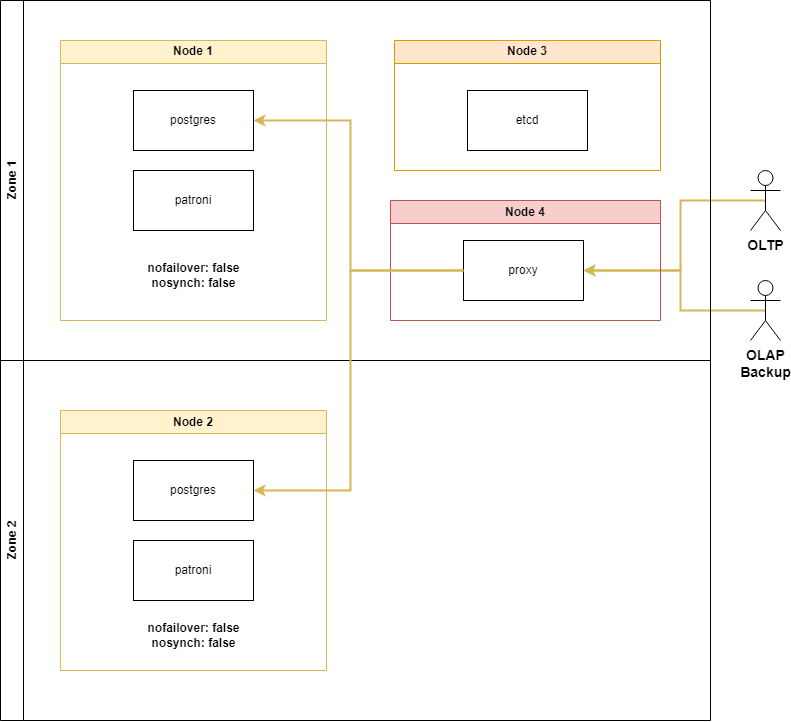 Zone 1
Node 1
postgres
patroni
nofailover: false
nosynch: false
Node 3
etcd
Node 4
proxy
OLTP
OLAP
Backup
Zone 2
Node 2
postgres
patroni
nofailover: false
nosynch: false